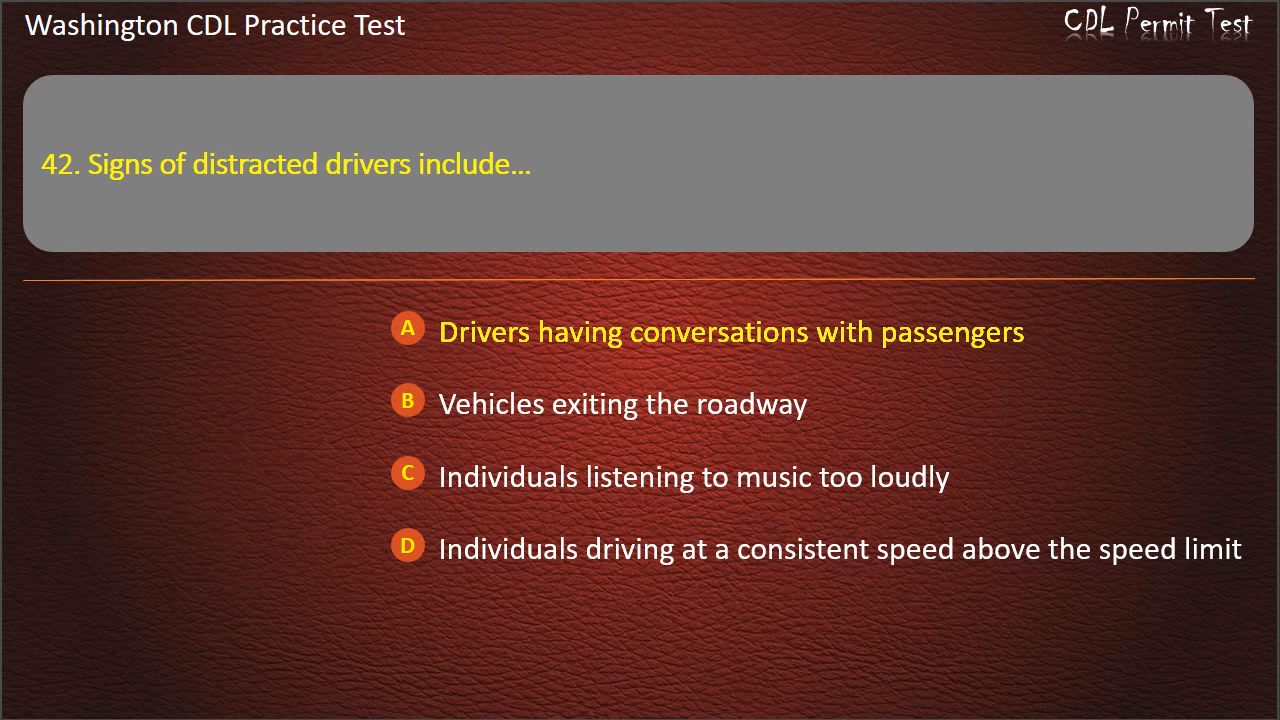 Washington CDL Practice Test
CDL Permit Test
42. Signs of distracted drivers include...
A Drivers having conversations with passengers
B Vehicles exiting the roadway
C Individuals listening to music too loudly
D Individuals driving at a consistent speed above the speed limit